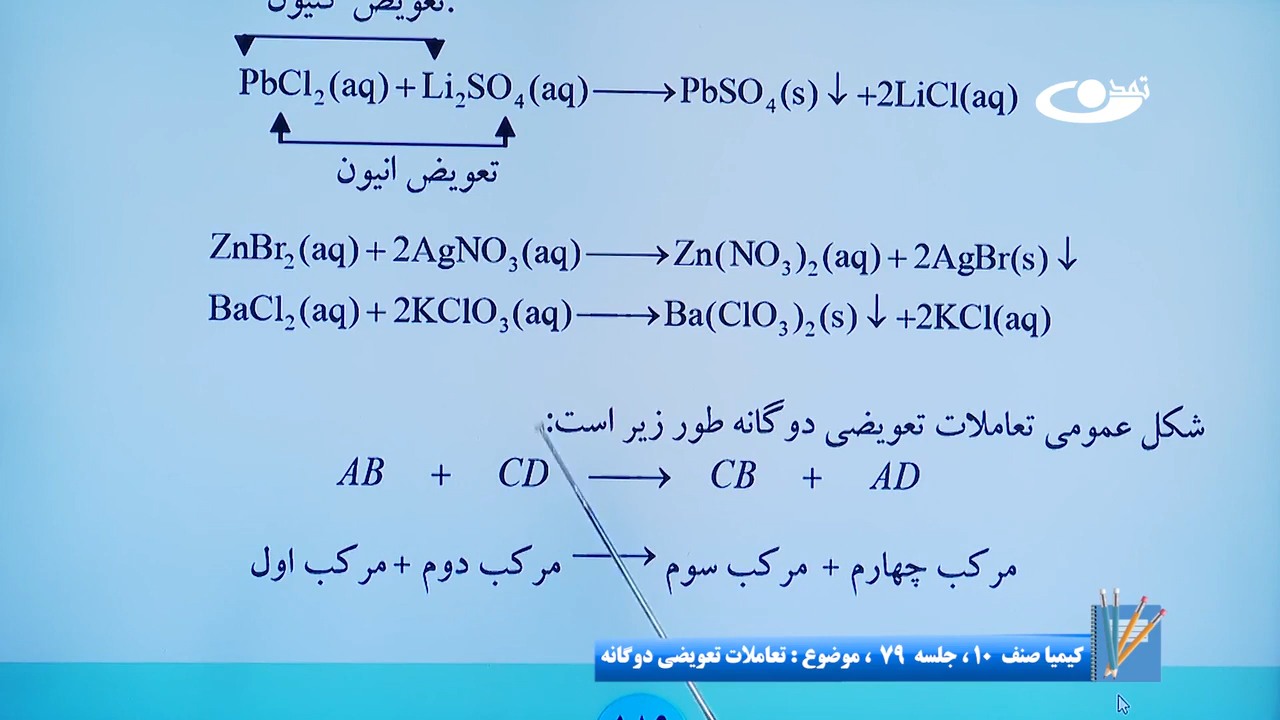 تعویض کتیون.
PbCl₂(aq) + Li₂SO₄(aq) ⟶ PbSO₄(s)↓ +2LiCl(aq)
تمدن
تعویض انیون
ZnBr₂(aq) + 2AgNO₃(aq) ⟶ Zn(NO₃)₂(aq) + 2AgBr(s)↓
BaCl₂(aq) + 2KClO₃(aq) ⟶ Ba(ClO₃)₂(s)↓ +2KCl(aq)
شکل عمومی تعاملات تعویضی دوگانه طور زیر است:
AB + CD ⟶ CB + AD
مرکب اول + مرکب دوم ⟶ مرکب سوم + مرکب چهارم
کیمیا صنف ۱۰ ، جلسه ۷۹ ، موضوع : تعاملات تعویضی دوگانه